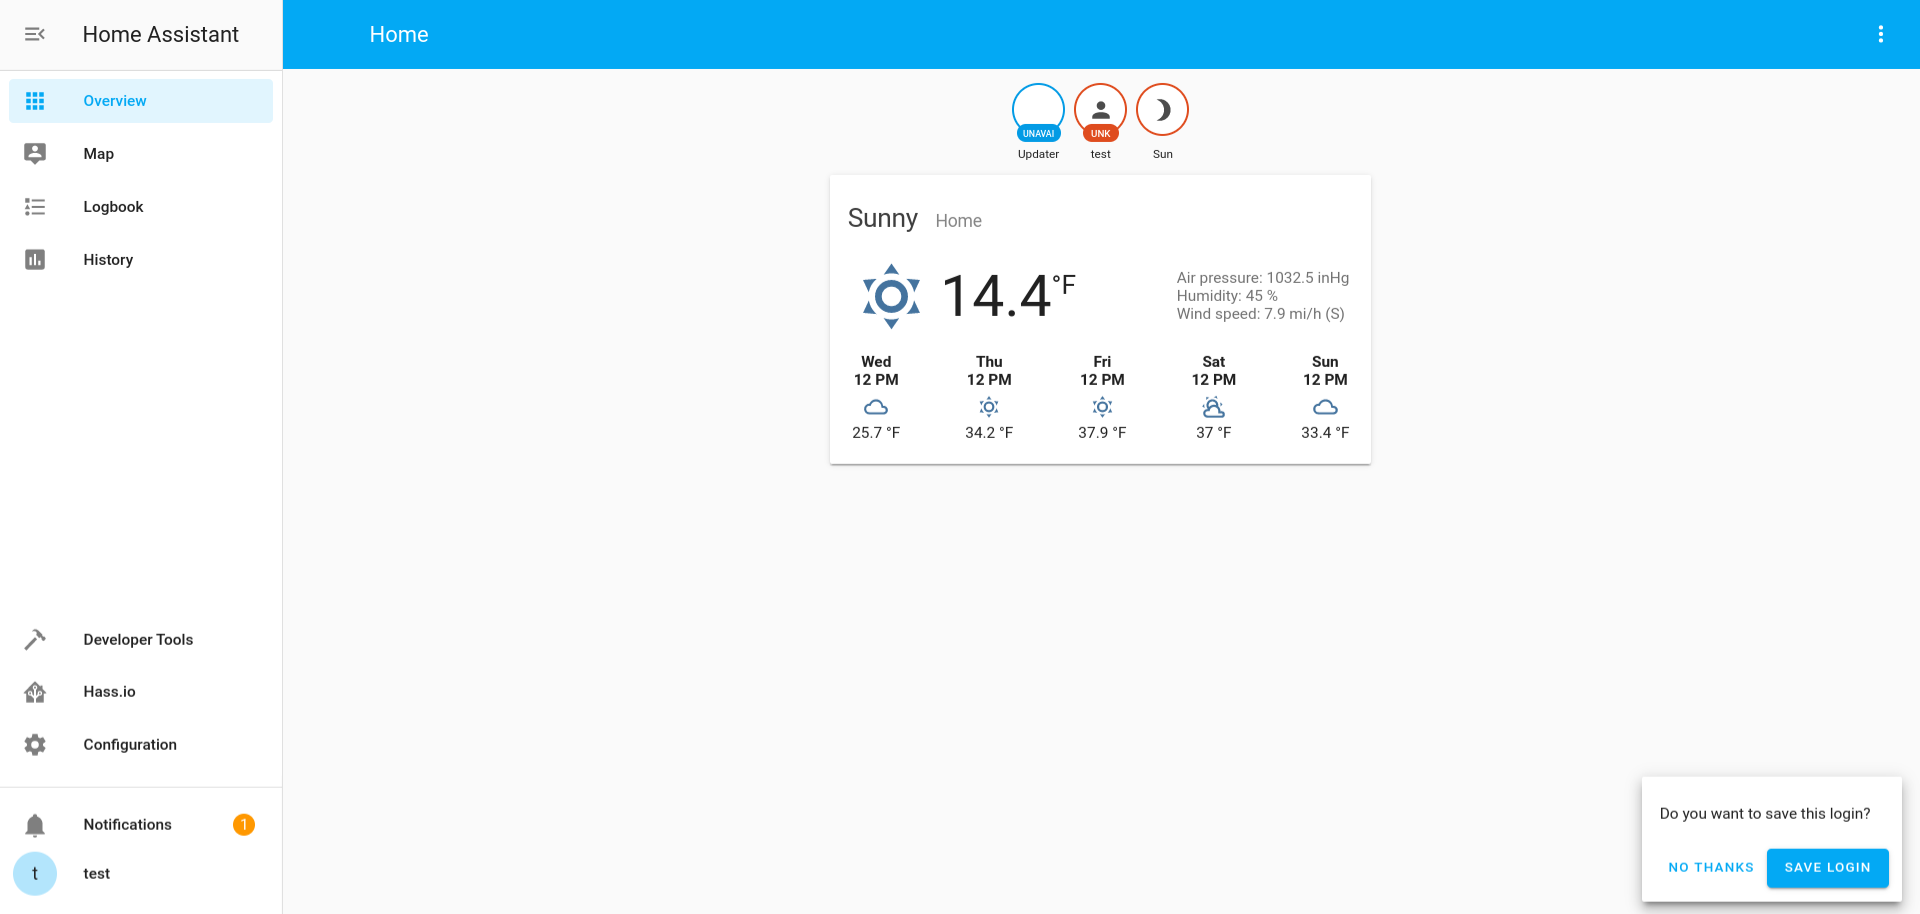 Home Assistant
Home
Overview
Map
Logbook
History
Developer Tools
Hass.io
Configuration
Notifications 1
t test
UNAVAI UNK
Updater test Sun
Sunny Home
14.4 °F
Air pressure: 1032.5 inHg
Humidity: 45 %
Wind speed: 7.9 mi/h (S)
Wed Thu Fri Sat Sun
12 PM 12 PM 12 PM 12 PM 12 PM
25.7 °F 34.2 °F 37.9 °F 37 °F 33.4 °F
Do you want to save this login?
NO THANKS SAVE LOGIN